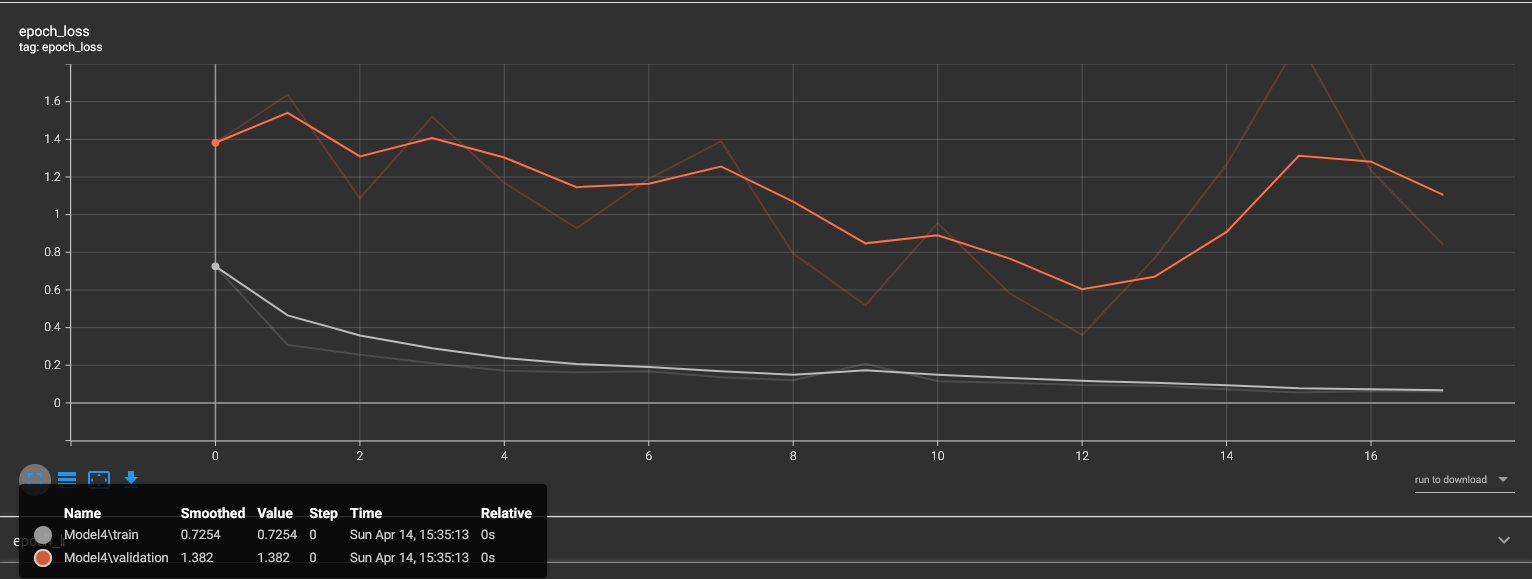 epoch_loss
tag: epoch_loss
1.6
1.4
1.2
1
0.8
0.6
0.4
0.2
0
0 2 4 6 8 10 12 14 16
run to download
Name Smoothed Value Step Time Relative
Model4\train 0.7254 0.7254 0 Sun Apr 14, 15:35:13 0s
Model4\validation 1.382 1.382 0 Sun Apr 14, 15:35:13 0s